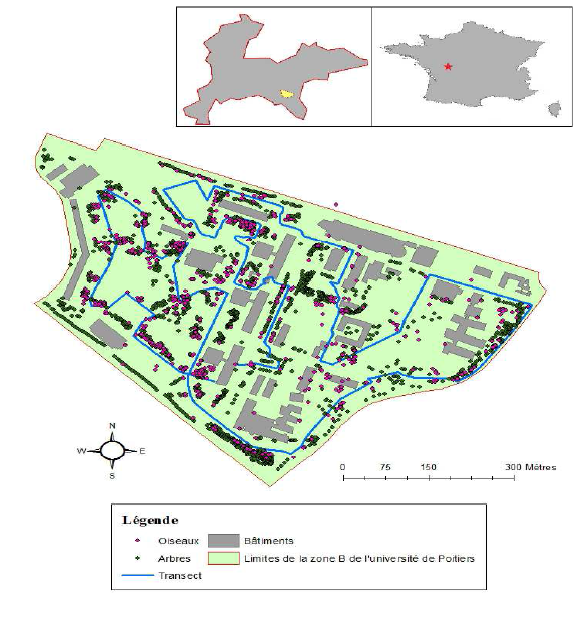 N
W E
S
0 75 150 300 Mètres
Légende
Oiseaux Bâtiments
Arbres Limites de la zone B de l'université de Poitiers
Transect